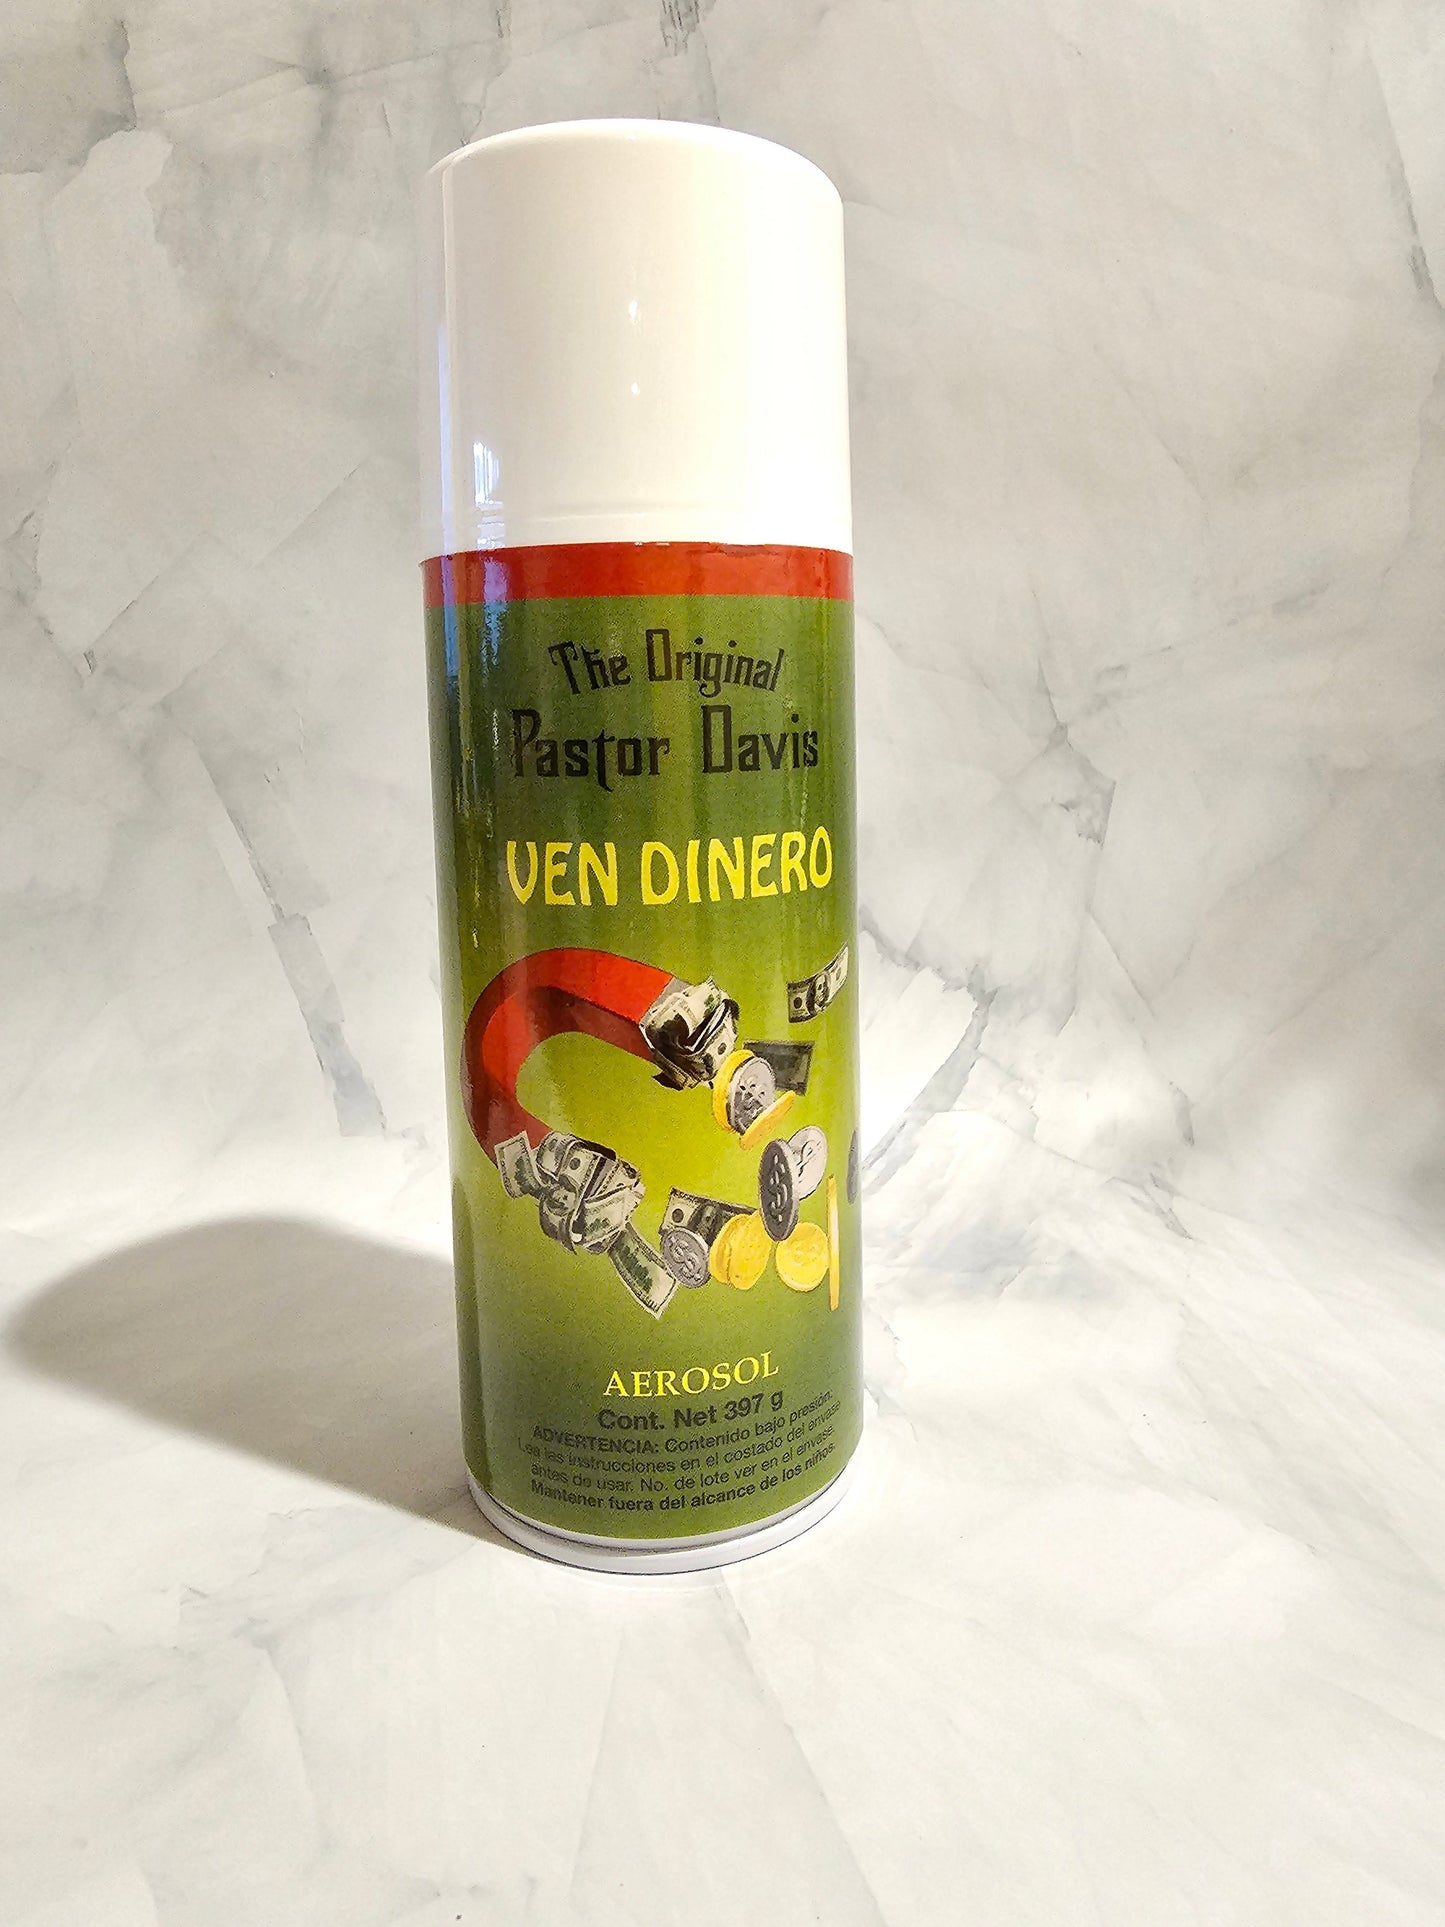 The Original
Pastor Davis
VEN DINERO
AEROSOL
Cont. Net 397 g
ADVERTENCIA: Contenido bajo presión.
Lea las instrucciones en el costado del envase
antes de usar. No. de lote ver en el envase.
Mantener fuera del alcance de los niños.